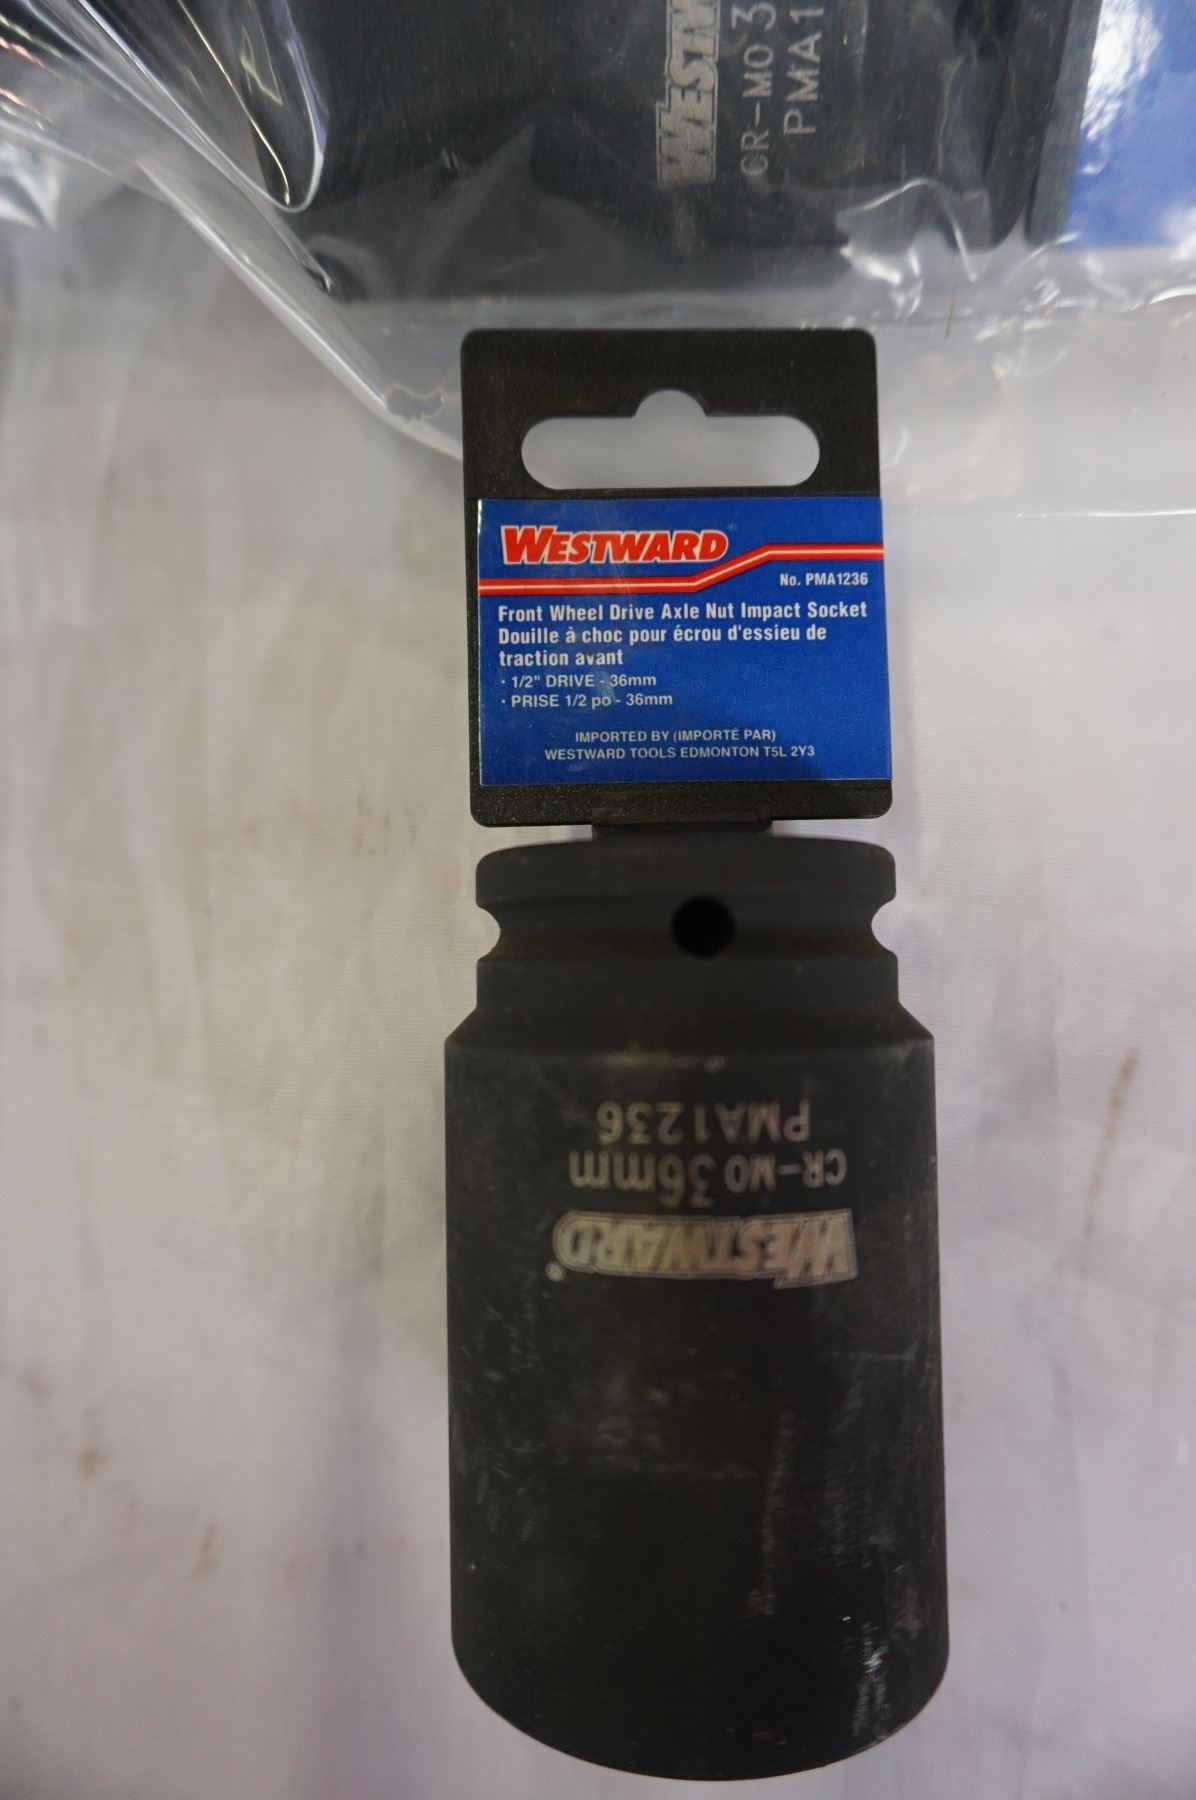 WESTW
CR-MO 3
PMA1
WESTWARD®
No. PMA1236
Front Wheel Drive Axle Nut Impact Socket
Douille à choc pour écrou d'essieu de
traction avant
· 1/2" DRIVE - 36mm
· PRISE 1/2 po - 36mm
IMPORTED BY (IMPORTÉ PAR)
WESTWARD TOOLS EDMONTON T5L 2Y3
WESTWARD®
CR-MO 36mm
PMA1236